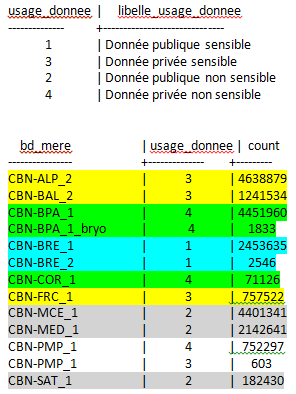 usage_donnee | libelle_usage_donnee
-------------- +-----------------------------
1 | Donnée publique sensible
3 | Donnée privée sensible
2 | Donnée publique non sensible
4 | Donnée privée non sensible
bd_mere | usage_donnee | count
---------------- +-------------- +---------
CBN-ALP_2 | 3 | 4638879
CBN-BAL_2 | 3 | 1241534
CBN-BPA_1 | 4 | 4451960
CBN-BPA_1_bryo | 4 | 1833
CBN-BRE_1 | 1 | 2453635
CBN-BRE_2 | 1 | 2546
CBN-COR_1 | 4 | 71126
CBN-FRC_1 | 3 | 757522
CBN-MCE_1 | 2 | 4401341
CBN-MED_1 | 2 | 2142641
CBN-PMP_1 | 4 | 752297
CBN-PMP_1 | 3 | 603
CBN-SAT_1 | 2 | 182430